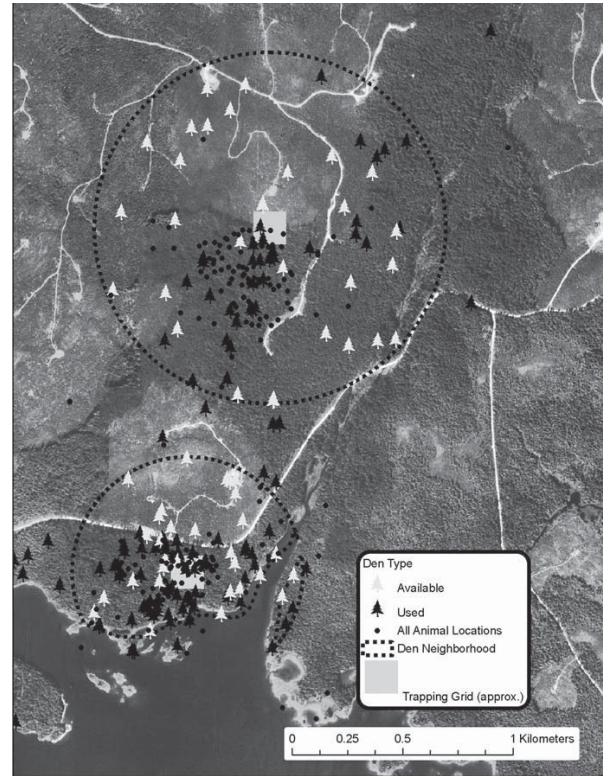 Den Type
Available
Used
All Animal Locations
Den Neighborhood
Trapping Grid (approx.)
0 0.25 0.5 1 Kilometers